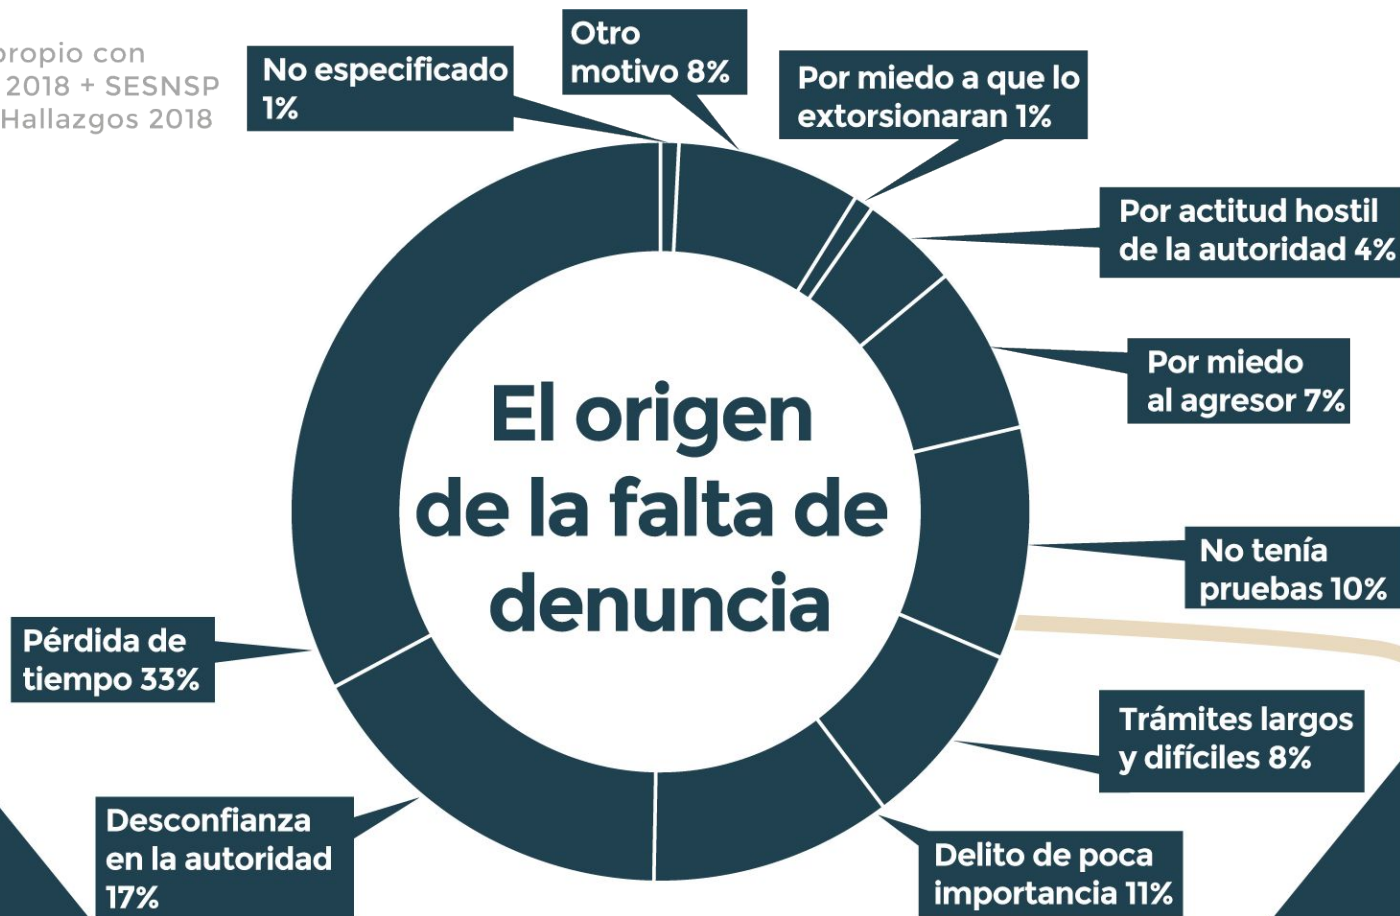 propio con
2018 + SESNSP
Hallazgos 2018
No especificado
1%
Otro
motivo 8%
Por miedo a que lo
extorsionaran 1%
Por actitud hostil
de la autoridad 4%
Por miedo
al agresor 7%
No tenía
pruebas 10%
Trámites largos
y difíciles 8%
Delito de poca
importancia 11%
Desconfianza
en la autoridad
17%
Pérdida de
tiempo 33%
El origen
de la falta de
denuncia